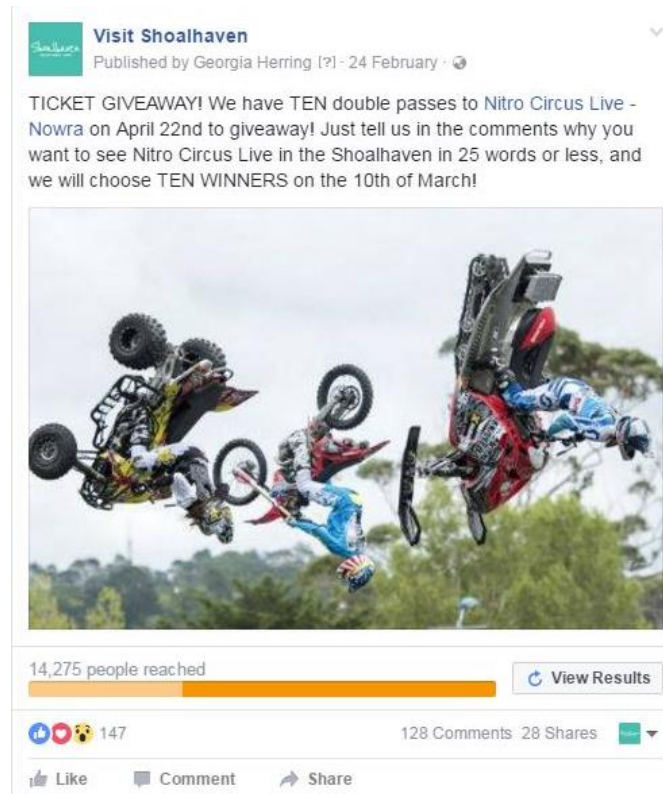 Shoalhaven
Visit Shoalhaven
Published by Georgia Herring [?] · 24 February ·
TICKET GIVEAWAY! We have TEN double passes to Nitro Circus Live -
Nowra on April 22nd to giveaway! Just tell us in the comments why you
want to see Nitro Circus Live in the Shoalhaven in 25 words or less, and
we will choose TEN WINNERS on the 10th of March!
14,275 people reached
View Results
147
128 Comments 28 Shares
Like Comment Share